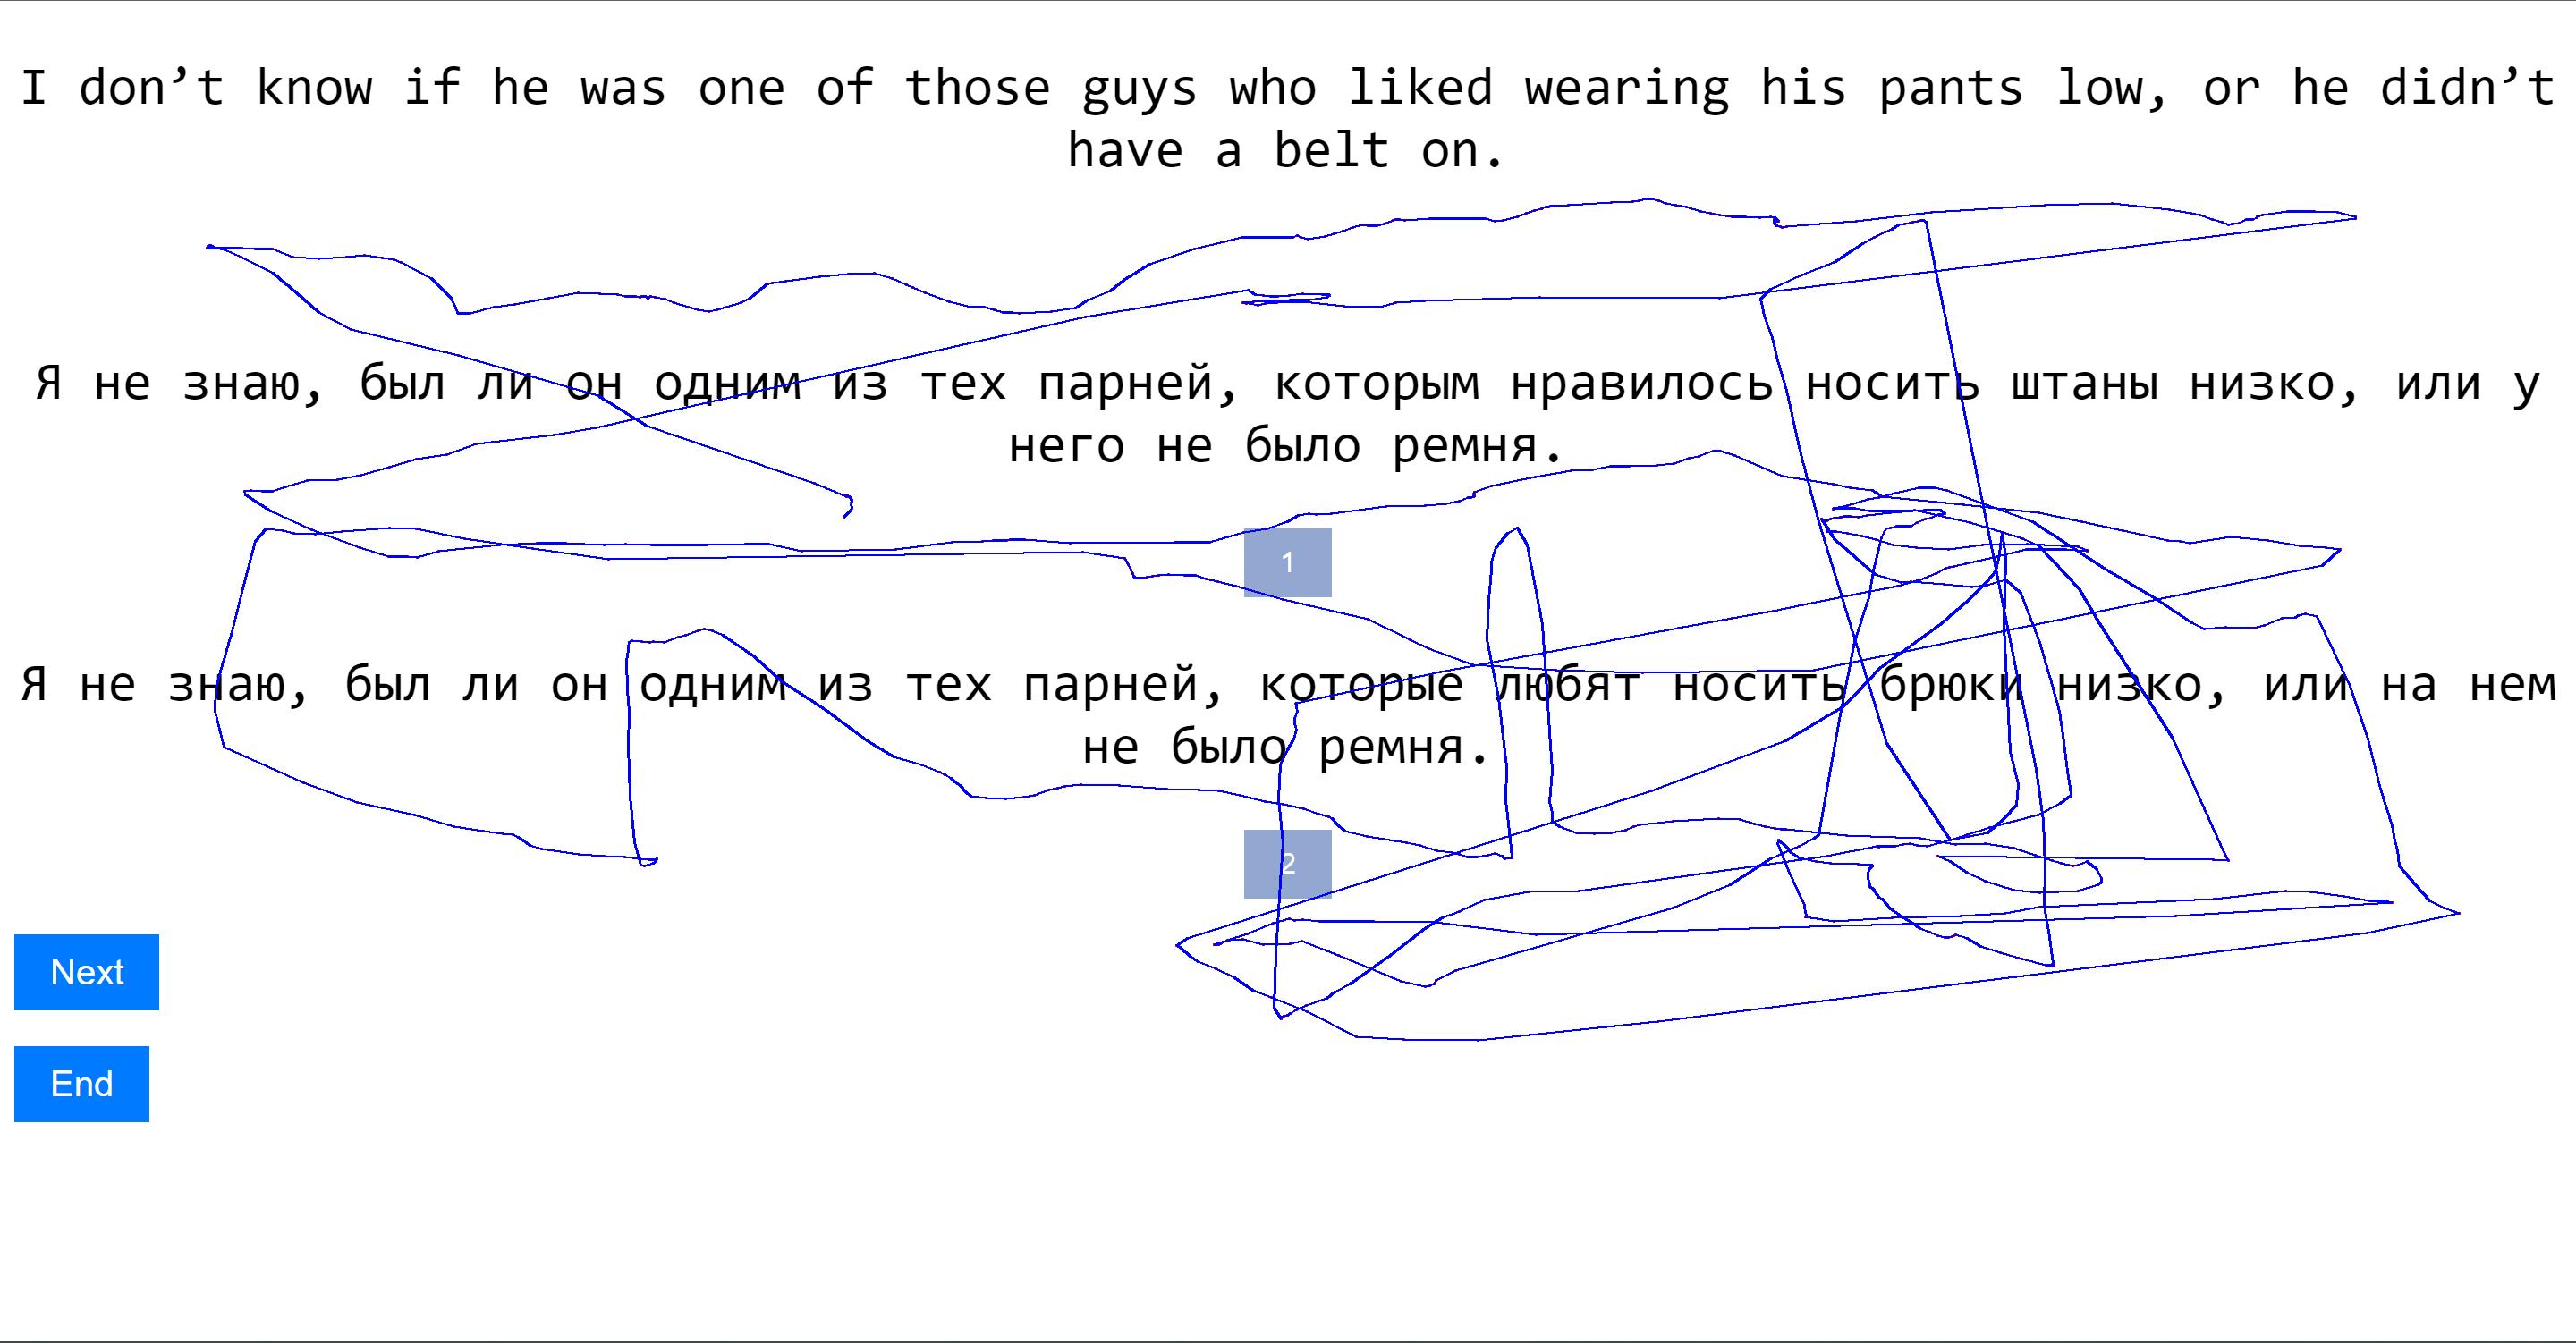 I don’t know if he was one of those guys who liked wearing his pants low, or he didn’t
have a belt on.
Я не знаю, был ли он одним из тех парней, которым нравилось носить штаны низко, или у
него не было ремня.
1
Я не знаю, был ли он одним из тех парней, которые любят носить брюки низко, или на нем
не было ремня.
2
Next
End